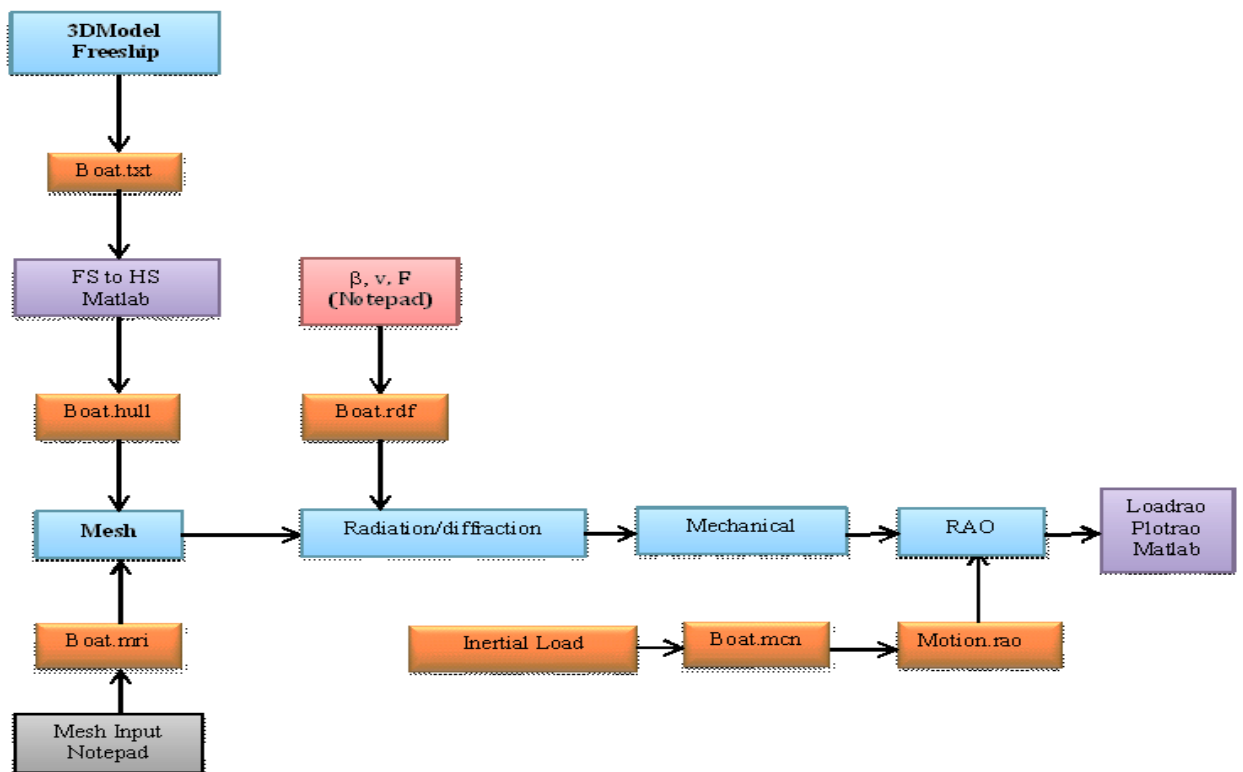 3DModel
Freeship
Boat.txt
FS to HS
Matlab
β, v, F
(Notepad)
Boat.hull
Boat.rdf
Mesh
Radiation/diffraction
Mechanical
RAO
Loadrao
Plotrao
Matlab
Boat.mri
Inertial Load
Boat.mcn
Motion.rao
Mesh Input
Notepad